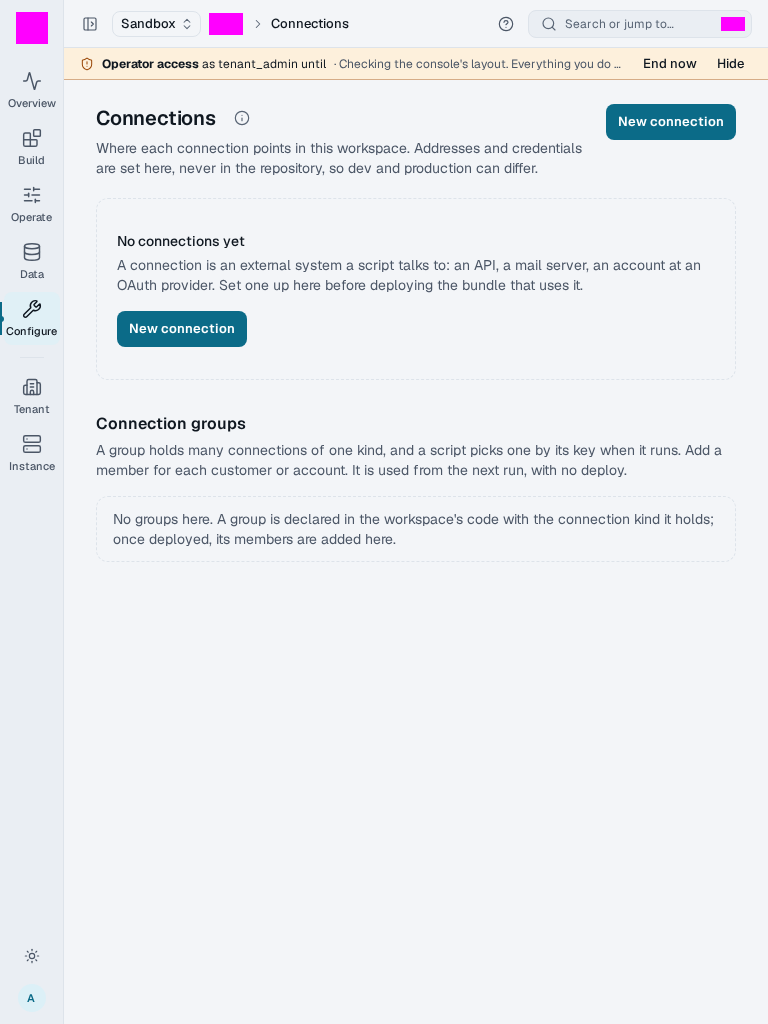 Sandbox
Connections
Search or jump to…
Operator access as tenant_admin until · Checking the console's layout. Everything you do …
End now
Hide
Overview
Build
Operate
Data
Configure
Tenant
Instance
A
Connections
New connection
Where each connection points in this workspace. Addresses and credentials
are set here, never in the repository, so dev and production can differ.
No connections yet
A connection is an external system a script talks to: an API, a mail server, an account at an
OAuth provider. Set one up here before deploying the bundle that uses it.
New connection
Connection groups
A group holds many connections of one kind, and a script picks one by its key when it runs. Add a
member for each customer or account. It is used from the next run, with no deploy.
No groups here. A group is declared in the workspace's code with the connection kind it holds;
once deployed, its members are added here.